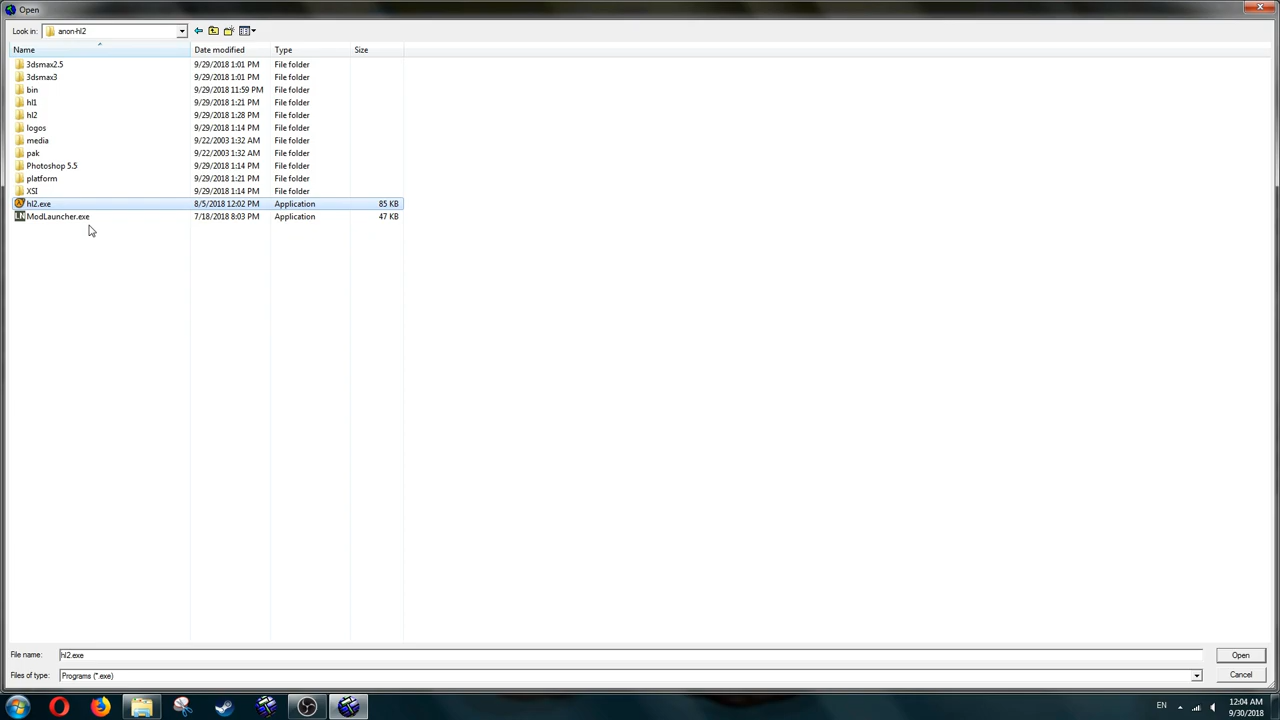 Open
Look in: anon-hl2
Name Date modified Type Size
3dsmax2.5 9/29/2018 1:01 PM File folder
3dsmax3 9/29/2018 1:01 PM File folder
bin 9/29/2018 11:59 PM File folder
hl1 9/29/2018 1:21 PM File folder
hl2 9/29/2018 1:28 PM File folder
logos 9/29/2018 1:14 PM File folder
media 9/22/2003 1:32 AM File folder
pak 9/22/2003 1:32 AM File folder
Photoshop 5.5 9/29/2018 1:14 PM File folder
platform 9/29/2018 1:21 PM File folder
XSI 9/29/2018 1:14 PM File folder
hl2.exe 8/5/2018 12:02 PM Application 85 KB
LN ModLauncher.exe 7/18/2018 8:03 PM Application 47 KB
File name: hl2.exe Open
Files of type: Programs (*.exe) Cancel
EN 12:04 AM
9/30/2018